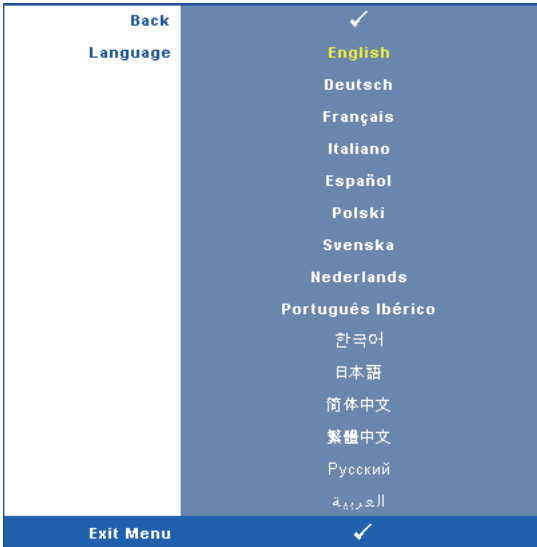 Back ✓
Language English
Deutsch
Français
Italiano
Español
Polski
Svenska
Nederlands
Português Ibérico
한국어
日本語
简体中文
繁體中文
Русский
العربية
Exit Menu ✓